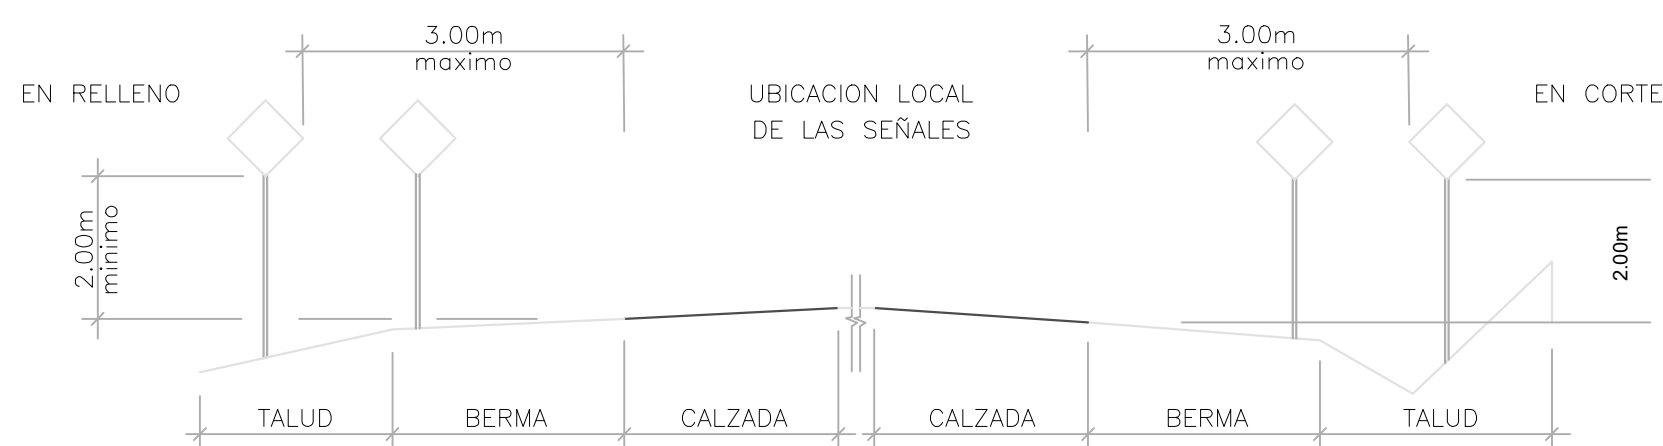 3.00m
maximo
3.00m
maximo
EN RELLENO
UBICACION LOCAL
DE LAS SEÑALES
EN CORTE
2.00m
minimo
2.00m
TALUD
BERMA
CALZADA
CALZADA
BERMA
TALUD